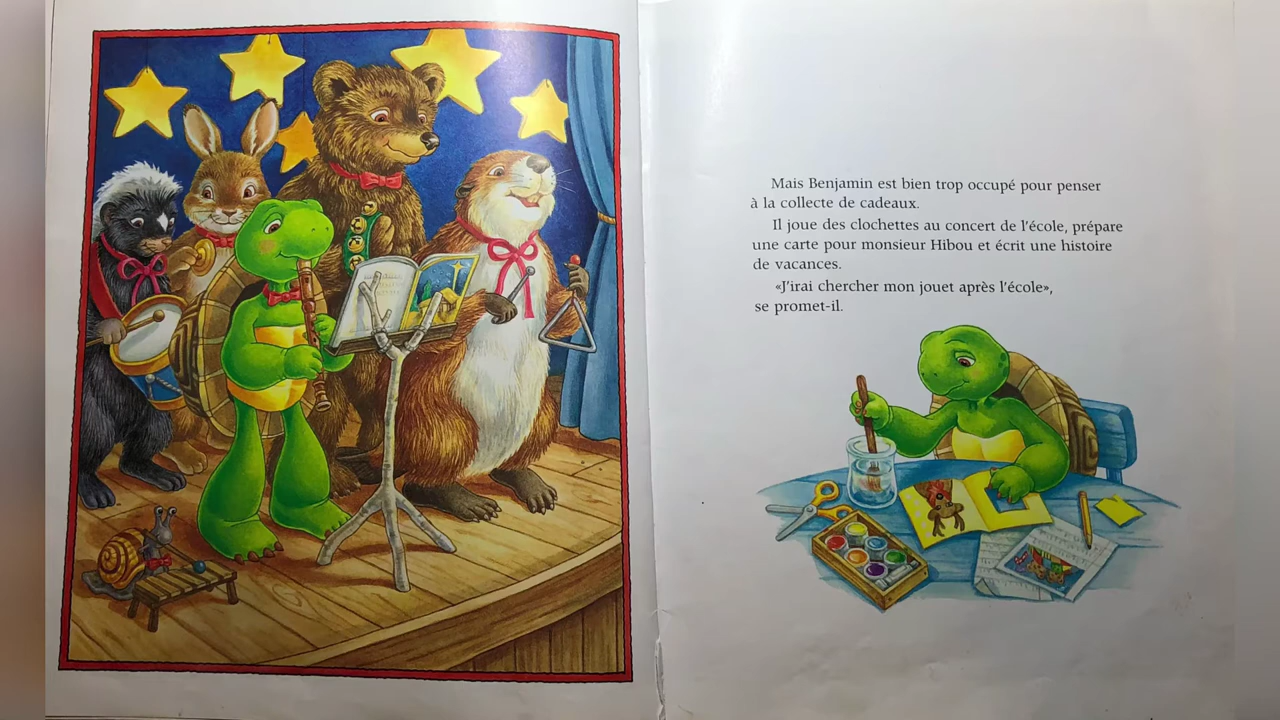 Mais Benjamin est bien trop occupé pour penser
à la collecte de cadeaux.
Il joue des clochettes au concert de l'école, prépare
une carte pour monsieur Hibou et écrit une histoire
de vacances.
«J'irai chercher mon jouet après l'école»,
se promet-il.